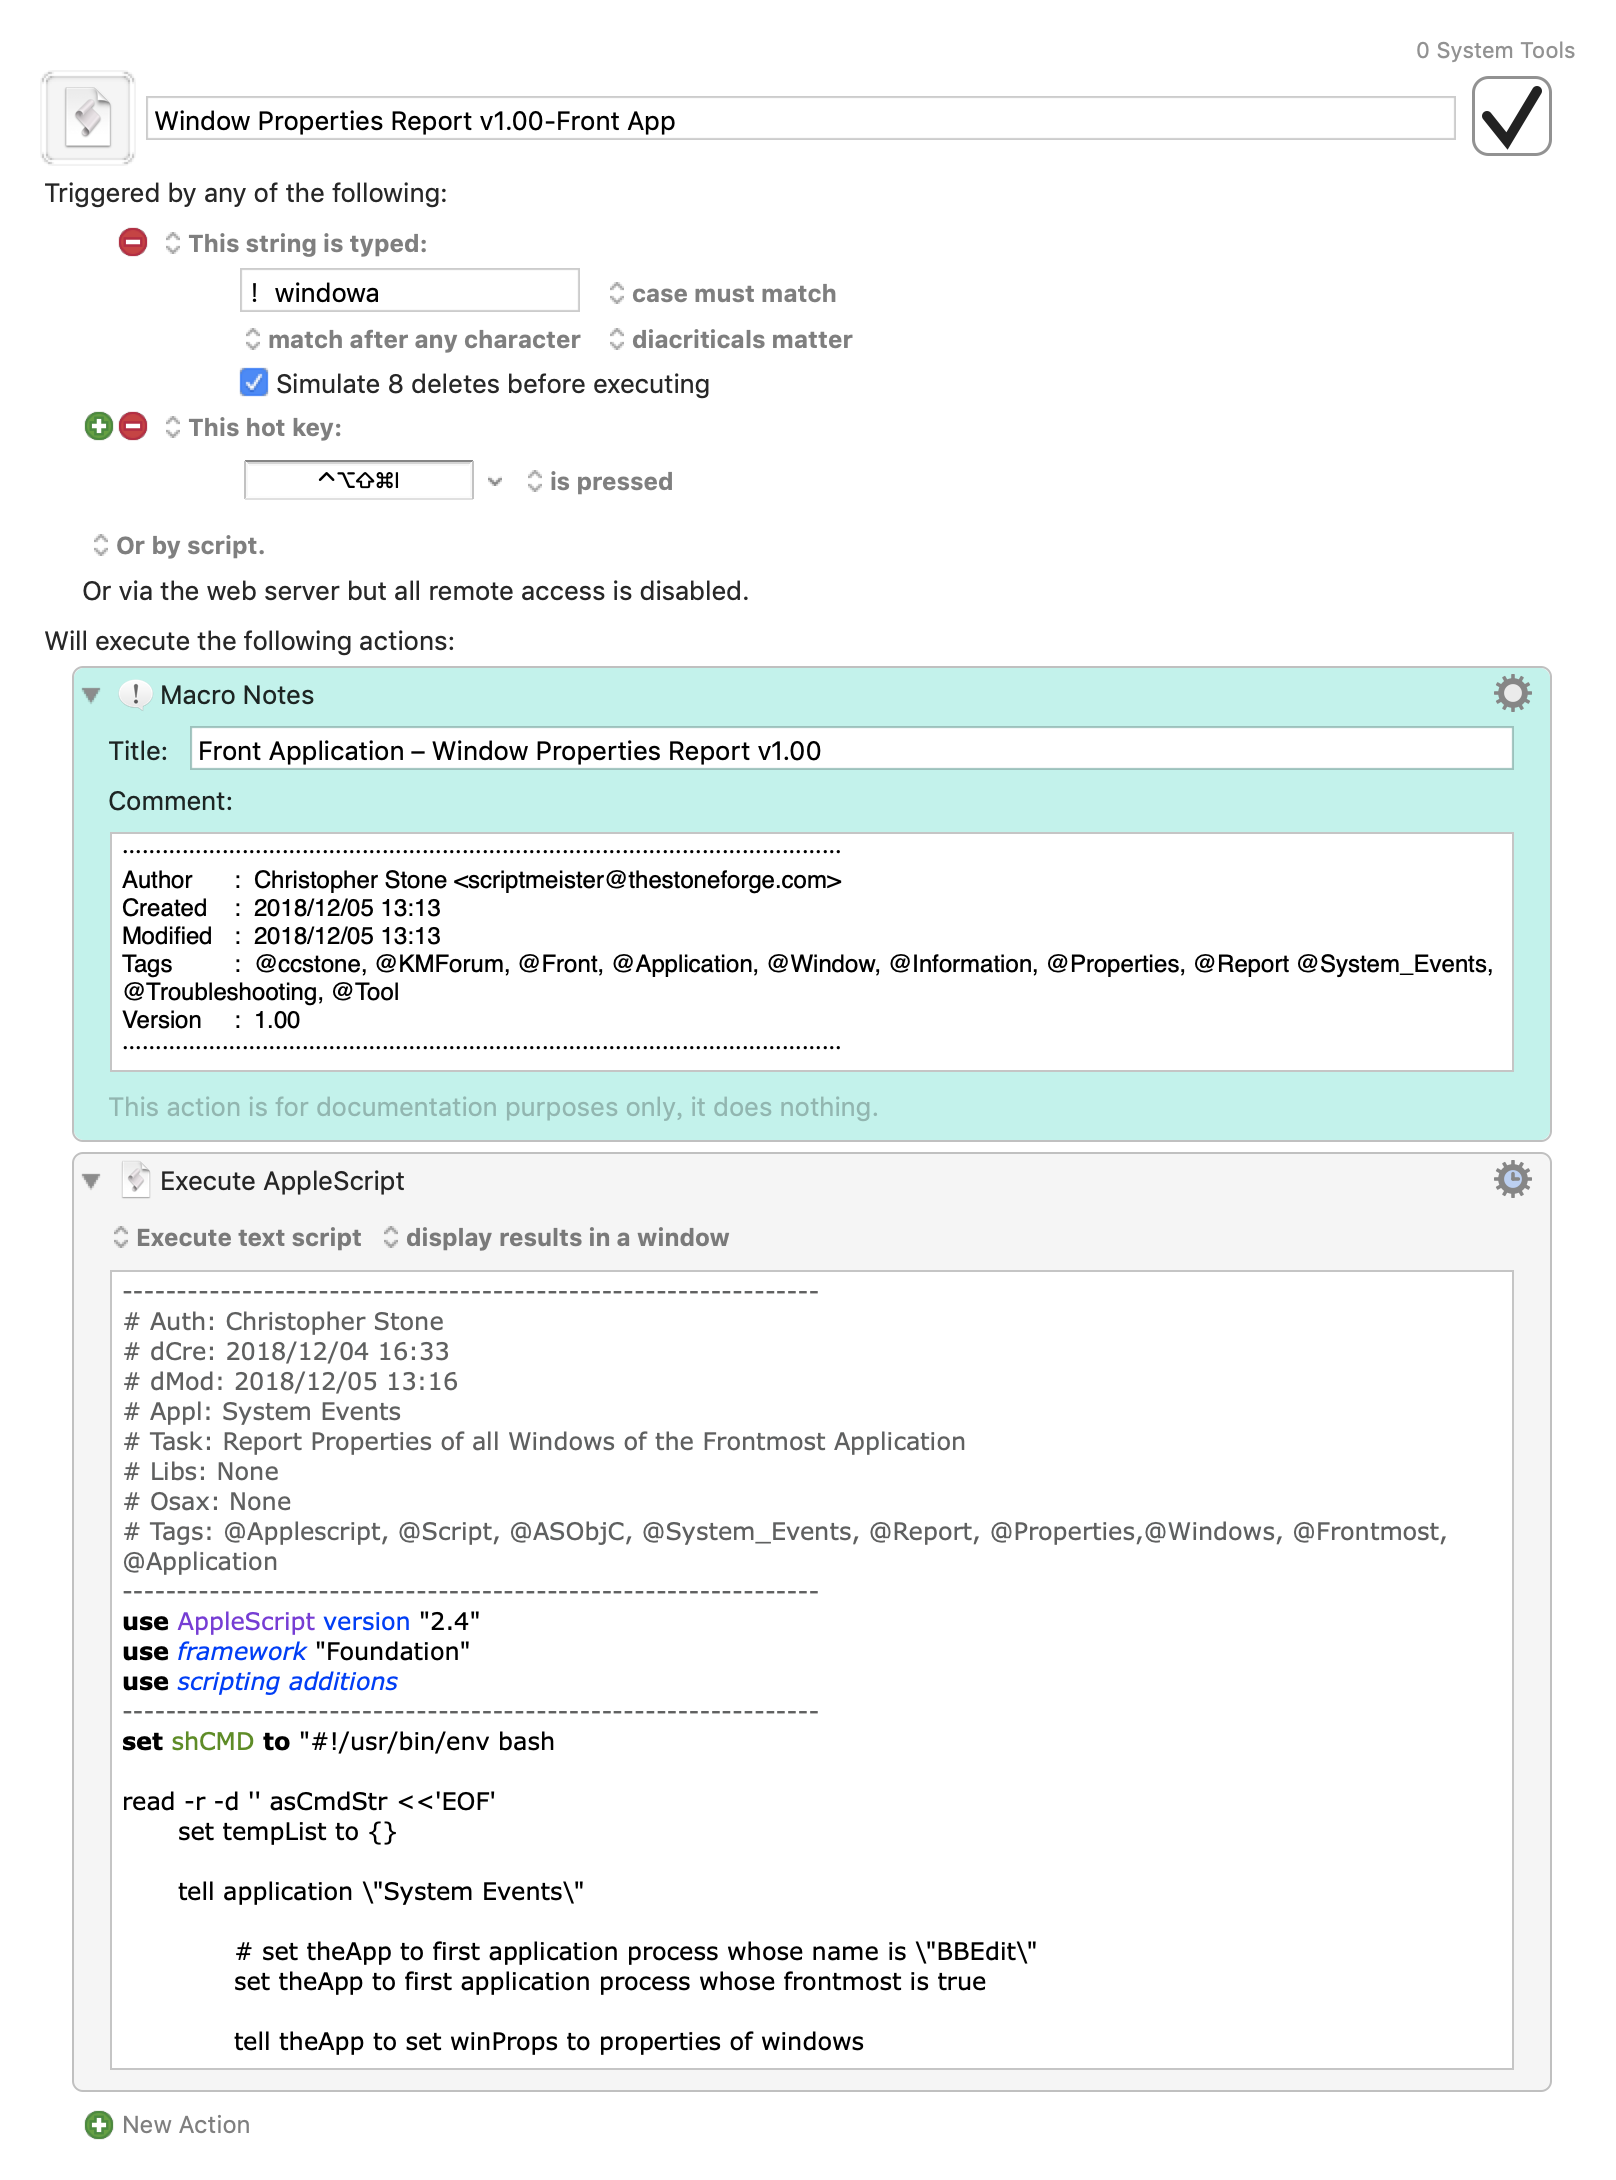 0 System Tools
Window Properties Report v1.00-Front App
Triggered by any of the following:
This string is typed:
!  windowa
case must match
match after any character
diacriticals matter
Simulate 8 deletes before executing
This hot key:
^⌥⇧⌘I
is pressed
Or by script.
Or via the web server but all remote access is disabled.
Will execute the following actions:
Macro Notes
Title: Front Application – Window Properties Report v1.00
Comment:
Author : Christopher Stone <scriptmeister@thestoneforge.com>
Created : 2018/12/05 13:13
Modified : 2018/12/05 13:13
Tags : @ccstone, @KMForum, @Front, @Application, @Window, @Information, @Properties, @Report @System_Events,
@Troubleshooting, @Tool
Version : 1.00
This action is for documentation purposes only, it does nothing.
Execute AppleScript
Execute text script display results in a window
----------------------------------------------------------------
# Auth: Christopher Stone
# dCre: 2018/12/04 16:33
# dMod: 2018/12/05 13:16
# Appl: System Events
# Task: Report Properties of all Windows of the Frontmost Application
# Libs: None
# Osax: None
# Tags: @Applescript, @Script, @ASObjC, @System_Events, @Report, @Properties,@Windows, @Frontmost,
@Application
----------------------------------------------------------------
use AppleScript version "2.4"
use framework "Foundation"
use scripting additions
----------------------------------------------------------------
set shCMD to "#!/usr/bin/env bash
read -r -d '' asCmdStr <<'EOF'
set tempList to {}
tell application \"System Events\"
# set theApp to first application process whose name is \"BBEdit\"
set theApp to first application process whose frontmost is true
tell theApp to set winProps to properties of windows
New Action